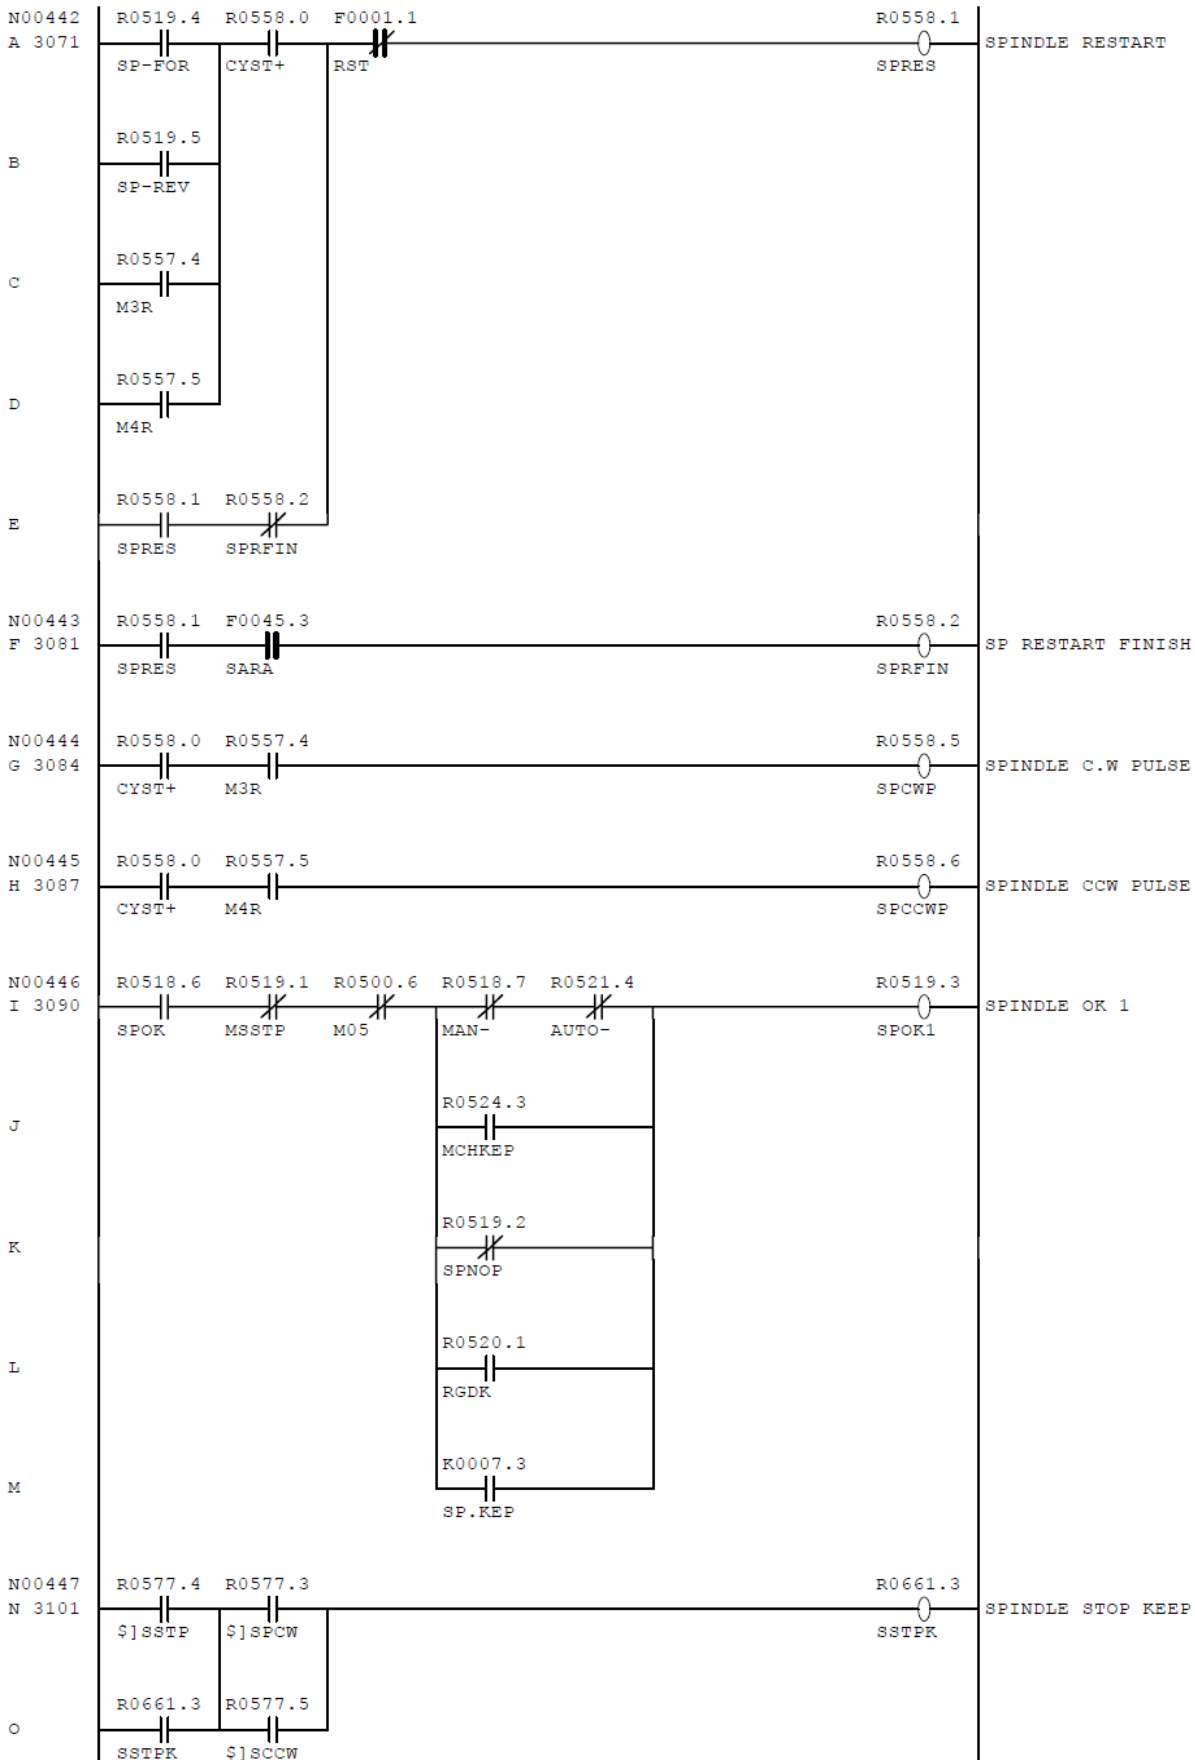 N00442 R0519.4 R0558.0 F0001.1 R0558.1
A 3071 SPINDLE RESTART
SP-FOR CYST+ RST SPRES
R0519.5
B
SP-REV
R0557.4
C
M3R
R0557.5
D
M4R
R0558.1 R0558.2
E
SPRES SPRFIN
N00443 R0558.1 F0045.3 R0558.2
F 3081 SP RESTART FINISH
SPRES SARA SPRFIN
N00444 R0558.0 R0557.4 R0558.5
G 3084 SPINDLE C.W PULSE
CYST+ M3R SPCWP
N00445 R0558.0 R0557.5 R0558.6
H 3087 SPINDLE CCW PULSE
CYST+ M4R SPCCWP
N00446 R0518.6 R0519.1 R0500.6 R0518.7 R0521.4 R0519.3
I 3090 SPINDLE OK 1
SPOK MSSTP M05 MAN- AUTO- SPOK1
R0524.3
J
MCHKEP
R0519.2
K
SPNOP
R0520.1
L
RGDK
K0007.3
M
SP.KEP
N00447 R0577.4 R0577.3 R0661.3
N 3101 SPINDLE STOP KEEP
$]SSTP $]SPCW SSTPK
R0661.3 R0577.5
O
SSTPK $]SCCW